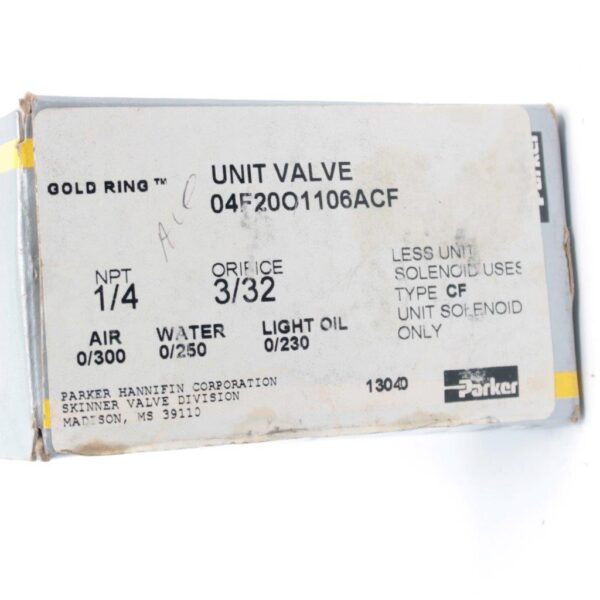 GOLD RING™
UNIT VALVE
04F20O1106ACF
NPT
1/4
ORIFICE
3/32
LESS UNIT
SOLENOID USES
TYPE CF
UNIT SOLENOID
ONLY
AIR
0/300
WATER
0/250
LIGHT OIL
0/230
PARKER HANNIFIN CORPORATION
SKINNER VALVE DIVISION
MADISON, MS 39110
13040
Parker
Parker